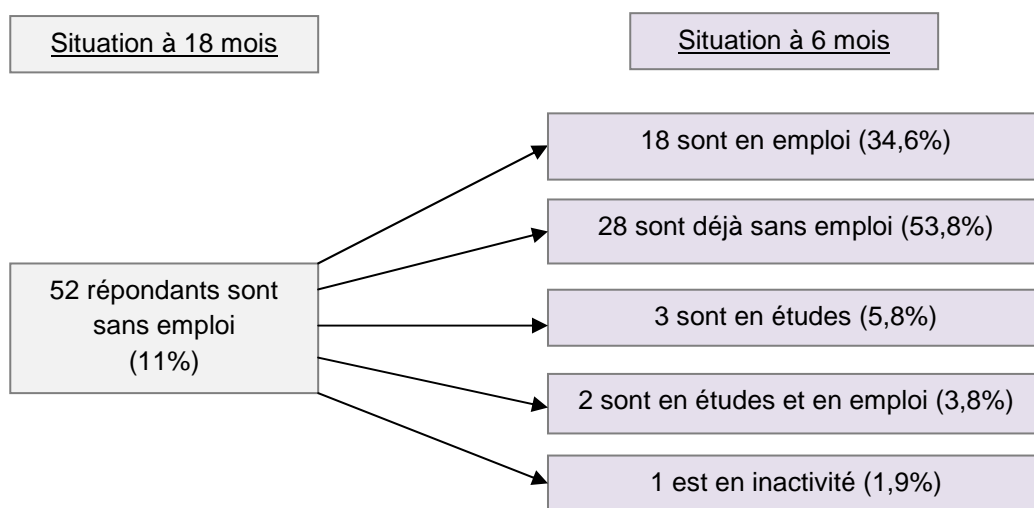 Situation à 18 mois
Situation à 6 mois
18 sont en emploi (34,6%)
28 sont déjà sans emploi (53,8%)
52 répondants sont
sans emploi
(11%)
3 sont en études (5,8%)
2 sont en études et en emploi (3,8%)
1 est en inactivité (1,9%)